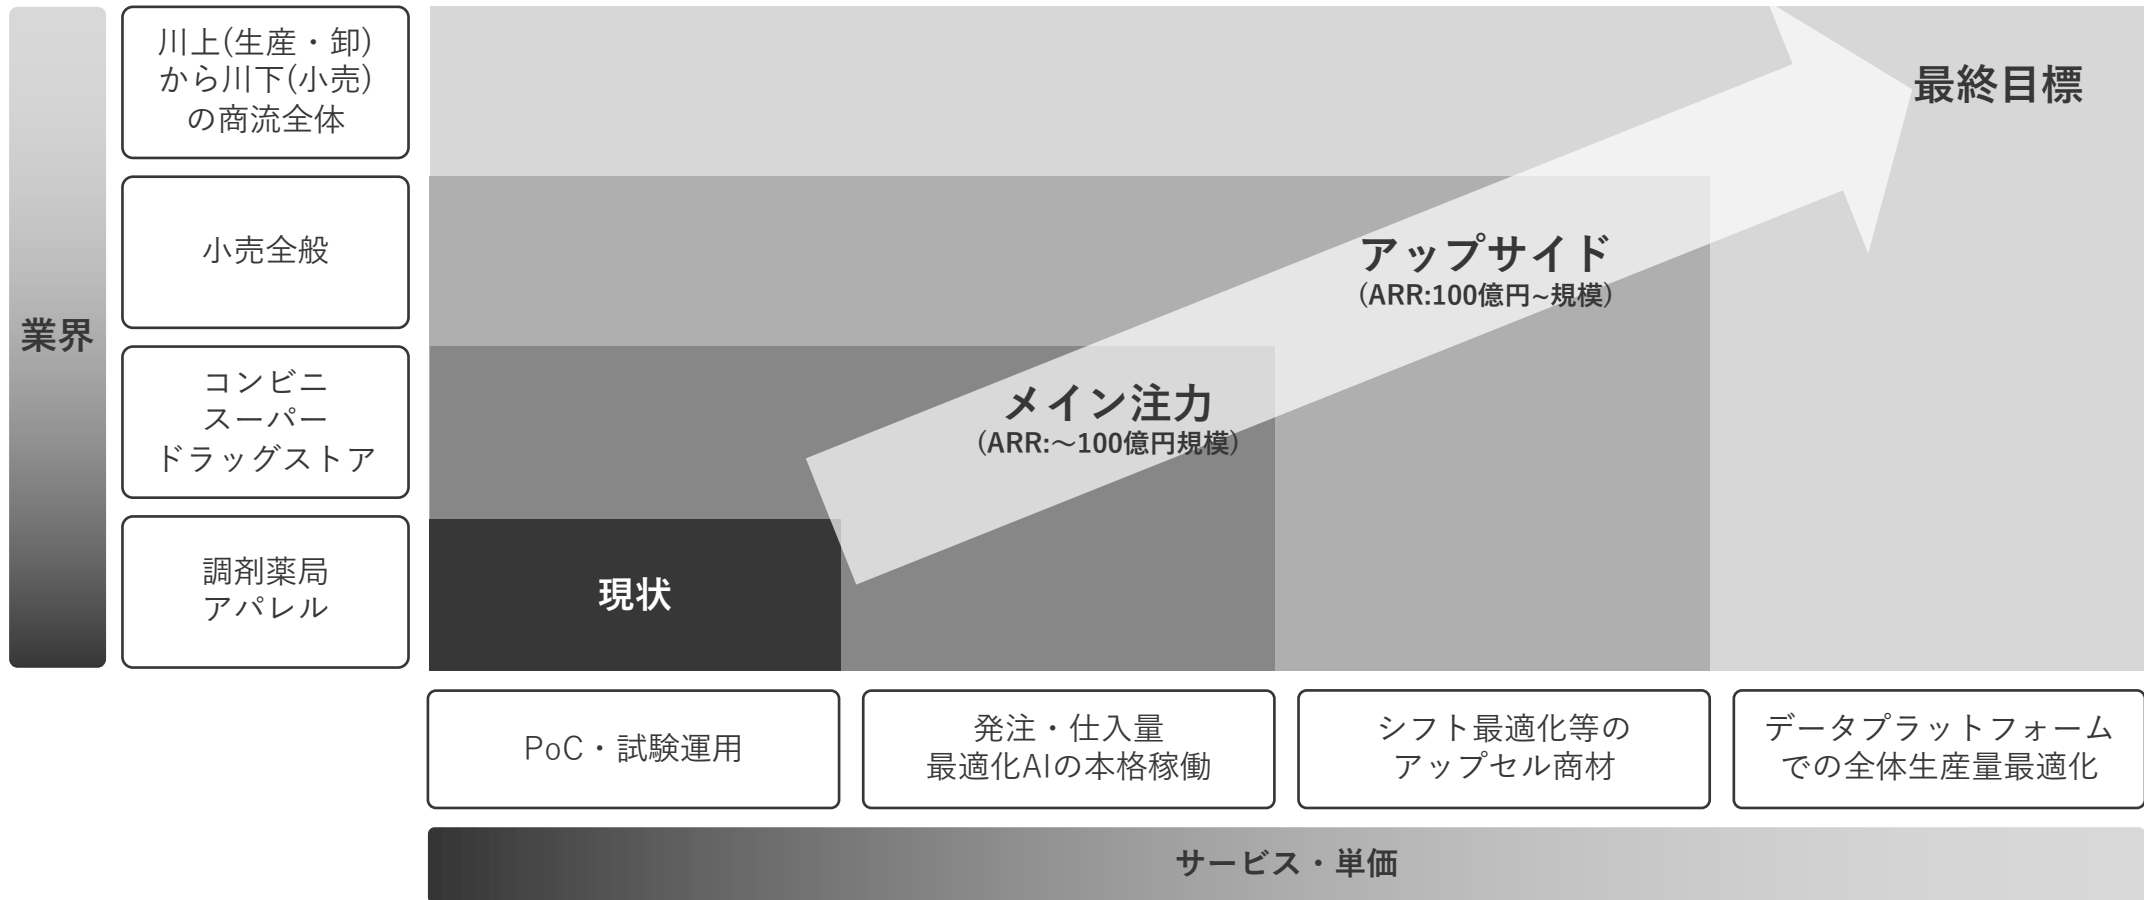 川上(生産・卸)
から川下(小売)
の商流全体
小売全般
コンビニ
スーパー
ドラッグストア
調剤薬局
アパレル
業界
最終目標
アップサイド
(ARR:100億円~規模)
メイン注力
(ARR:～100億円規模)
現状
PoC・試験運用
発注・仕入量
最適化AIの本格稼働
シフト最適化等の
アップセル商材
データプラットフォーム
での全体生産量最適化
サービス・単価